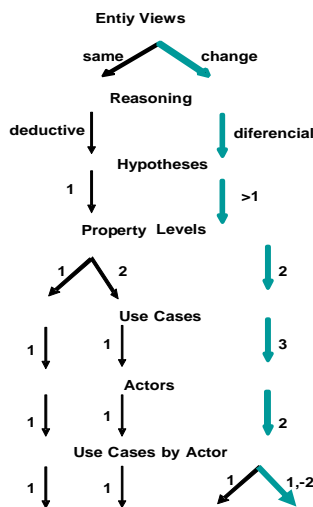 Entiy Views
same change
Reasoning
deductive diferencial
Hypotheses
1 >1
Property Levels
1 2 2
Use Cases
1 1 3
Actors
1 1 2
Use Cases by Actor
1 1 1 1,-2